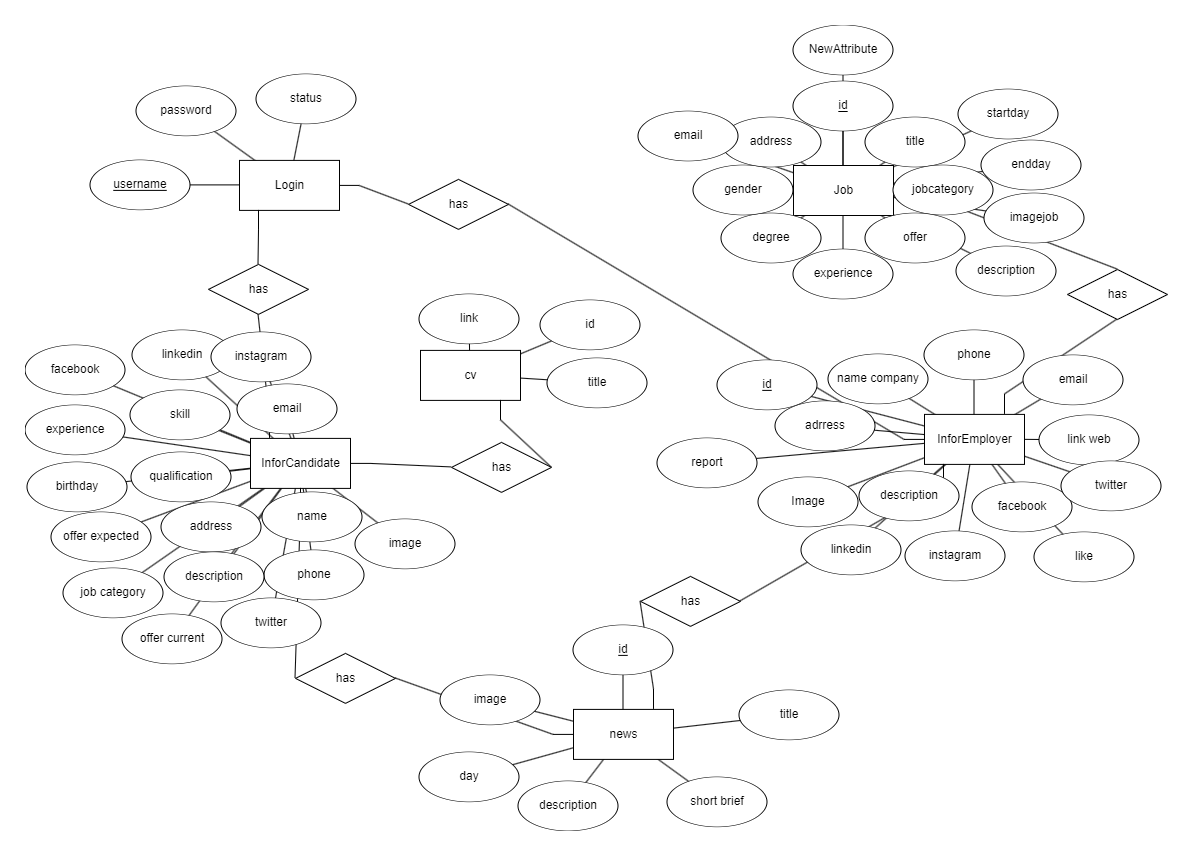 NewAttribute
status
password
id
startday
email
address
title
endday
username
Login
gender
Job
jobcategory
has
imagejob
degree
offer
experience
description
has
has
link
id
linkedin
instagram
phone
facebook
cv
title
id
name company
email
skill
email
adrress
experience
InforCandidate
has
report
InforEmployer
link web
birthday
qualification
Image
description
twitter
offer expected
address
name
image
facebook
linkedin
instagram
like
job category
description
phone
has
offer current
twitter
id
has
image
news
title
day
description
short brief